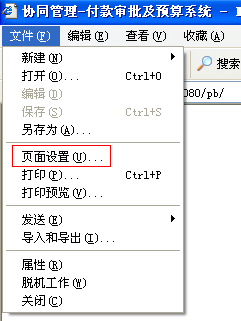 协同管理-付款审批及预算系统 -
文件(F) 编辑(E) 查看(V) 收藏(A)
新建(N)
打开(O)... Ctrl+O
编辑(D)
保存(S) Ctrl+S
另存为(A)...
页面设置(U)...
打印(P)... Ctrl+P
打印预览(V)...
发送(E)
导入和导出(I)...
属性(R)
脱机工作(W)
关闭(C)
搜索
080/pb/